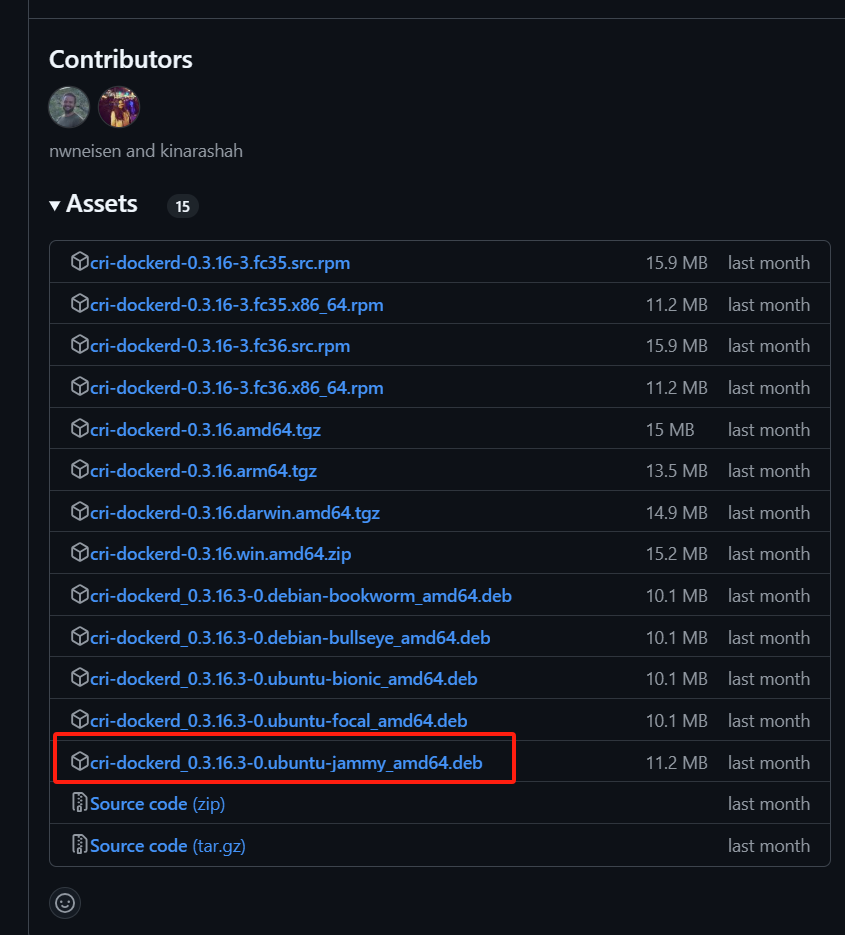 Contributors
nwneisen and kinarashah
Assets 15
cri-dockerd-0.3.16-3.fc35.src.rpm 15.9 MB last month
cri-dockerd-0.3.16-3.fc35.x86_64.rpm 11.2 MB last month
cri-dockerd-0.3.16-3.fc36.src.rpm 15.9 MB last month
cri-dockerd-0.3.16-3.fc36.x86_64.rpm 11.2 MB last month
cri-dockerd-0.3.16.amd64.tgz 15 MB last month
cri-dockerd-0.3.16.arm64.tgz 13.5 MB last month
cri-dockerd-0.3.16.darwin.amd64.tgz 14.9 MB last month
cri-dockerd-0.3.16.win.amd64.zip 15.2 MB last month
cri-dockerd_0.3.16.3-0.debian-bookworm_amd64.deb 10.1 MB last month
cri-dockerd_0.3.16.3-0.debian-bullseye_amd64.deb 10.1 MB last month
cri-dockerd_0.3.16.3-0.ubuntu-bionic_amd64.deb 10.1 MB last month
cri-dockerd_0.3.16.3-0.ubuntu-focal_amd64.deb 10.1 MB last month
cri-dockerd_0.3.16.3-0.ubuntu-jammy_amd64.deb 11.2 MB last month
Source code (zip) last month
Source code (tar.gz) last month